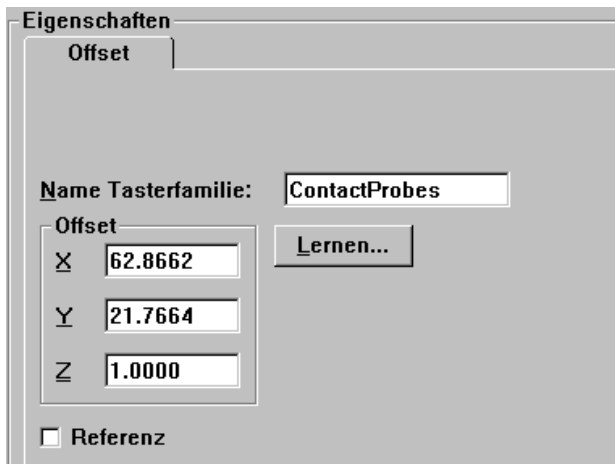 Eigenschaften
Offset
Name Tasterfamilie: ContactProbes
Offset
Lernen...
X 62.8662
Y 21.7664
Z 1.0000
Referenz